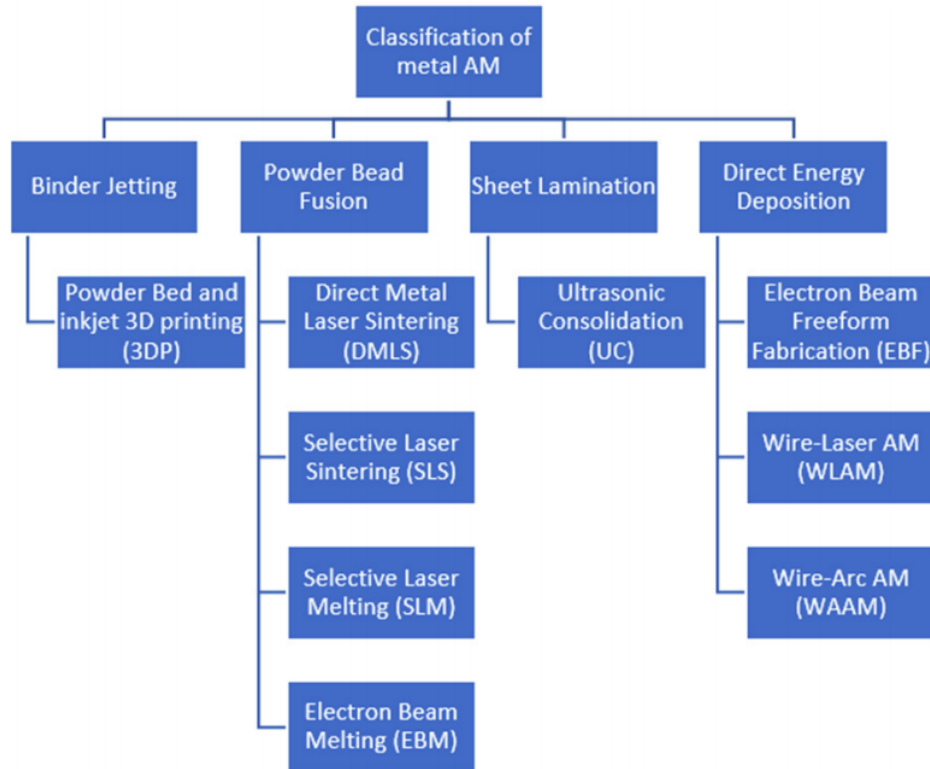 Classification of
metal AM
Binder Jetting
Powder Bead
Fusion
Sheet Lamination
Direct Energy
Deposition
Powder Bed and
inkjet 3D printing
(3DP)
Direct Metal
Laser Sintering
(DMLS)
Ultrasonic
Consolidation
(UC)
Electron Beam
Freeform
Fabrication (EBF)
Selective Laser
Sintering (SLS)
Wire-Laser AM
(WLAM)
Selective Laser
Melting (SLM)
Wire-Arc AM
(WAAM)
Electron Beam
Melting (EBM)